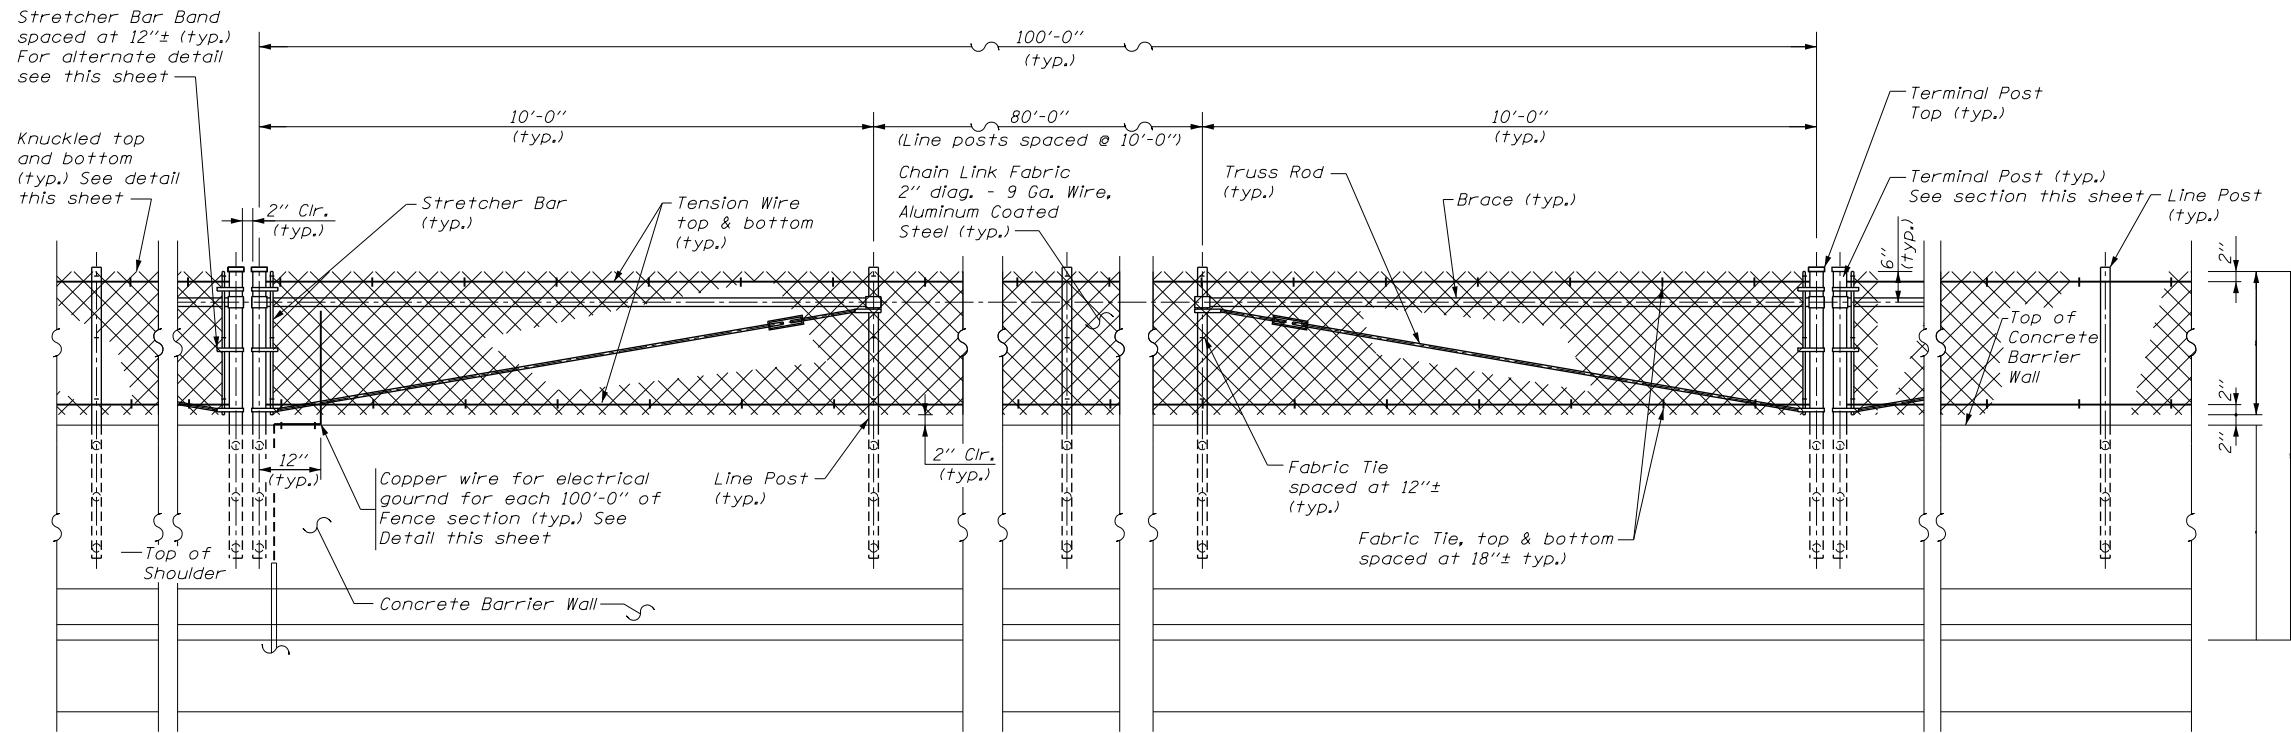 Stretcher Bar Band
spaced at 12"± (typ.)
For alternate detail
see this sheet
100'-0"
(typ.)
Terminal Post
Top (typ.)
10'-0"
(typ.)
80'-0"
(Line posts spaced @ 10'-0")
10'-0"
(typ.)
Knuckled top
and bottom
(typ.) See detail
this sheet
Chain Link Fabric
2" diag. - 9 Ga. Wire,
Aluminum Coated
Steel (typ.)
Truss Rod
(typ.)
Brace (typ.)
Terminal Post (typ.)
See section this sheet
Line Post
(typ.)
2" Clr.
(typ.)
Stretcher Bar
(typ.)
Tension Wire
top & bottom
(typ.)
6"
(typ.)
2"
Top of
Concrete
Barrier
Wall
2"
2"
12"
(typ.)
Copper wire for electrical
gournd for each 100'-0" of
Fence section (typ.) See
Detail this sheet
Line Post
(typ.)
2" Clr.
(typ.)
Fabric Tie
spaced at 12"±
(typ.)
Fabric Tie, top & bottom
spaced at 18"± typ.)
Top of
Shoulder
Concrete Barrier Wall